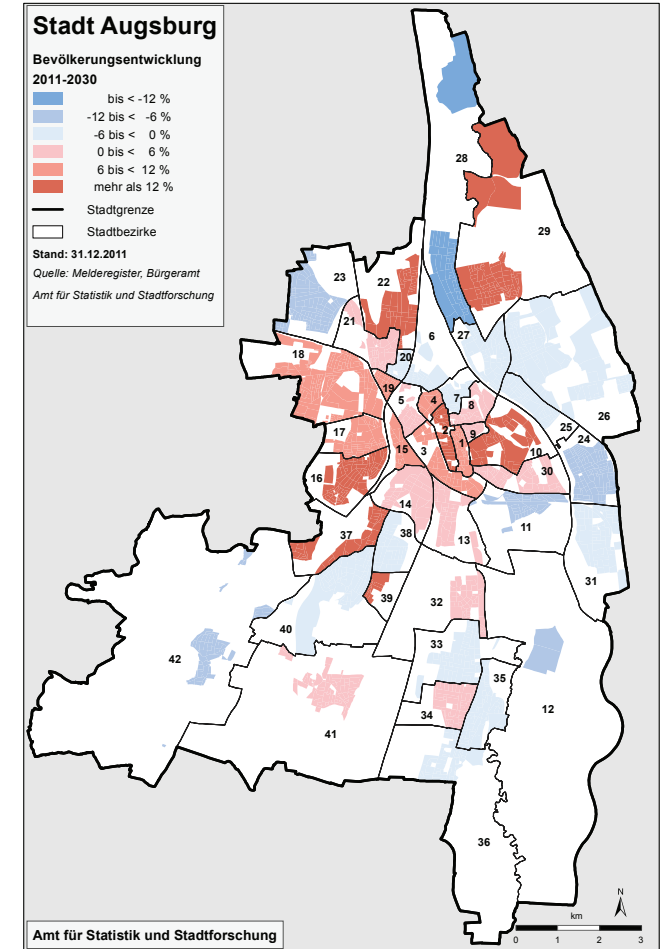 Stadt Augsburg
Bevölkerungsentwicklung
2011-2030
bis < -12 %
-12 bis < -6 %
-6 bis < 0 %
0 bis < 6 %
6 bis < 12 %
mehr als 12 %
Stadtgrenze
Stadtbezirke
Stand: 31.12.2011
Quelle: Melderegister, Bürgeramt
Amt für Statistik und Stadtforschung
28
29
23
22
21
27
6
20
18
19
5
4
7
8
26
25
17
2
9
24
1
10
15
3
30
16
14
11
37
38
13
31
39
32
40
33
42
35
12
34
41
36
N
km
0 1 2 3
Amt für Statistik und Stadtforschung